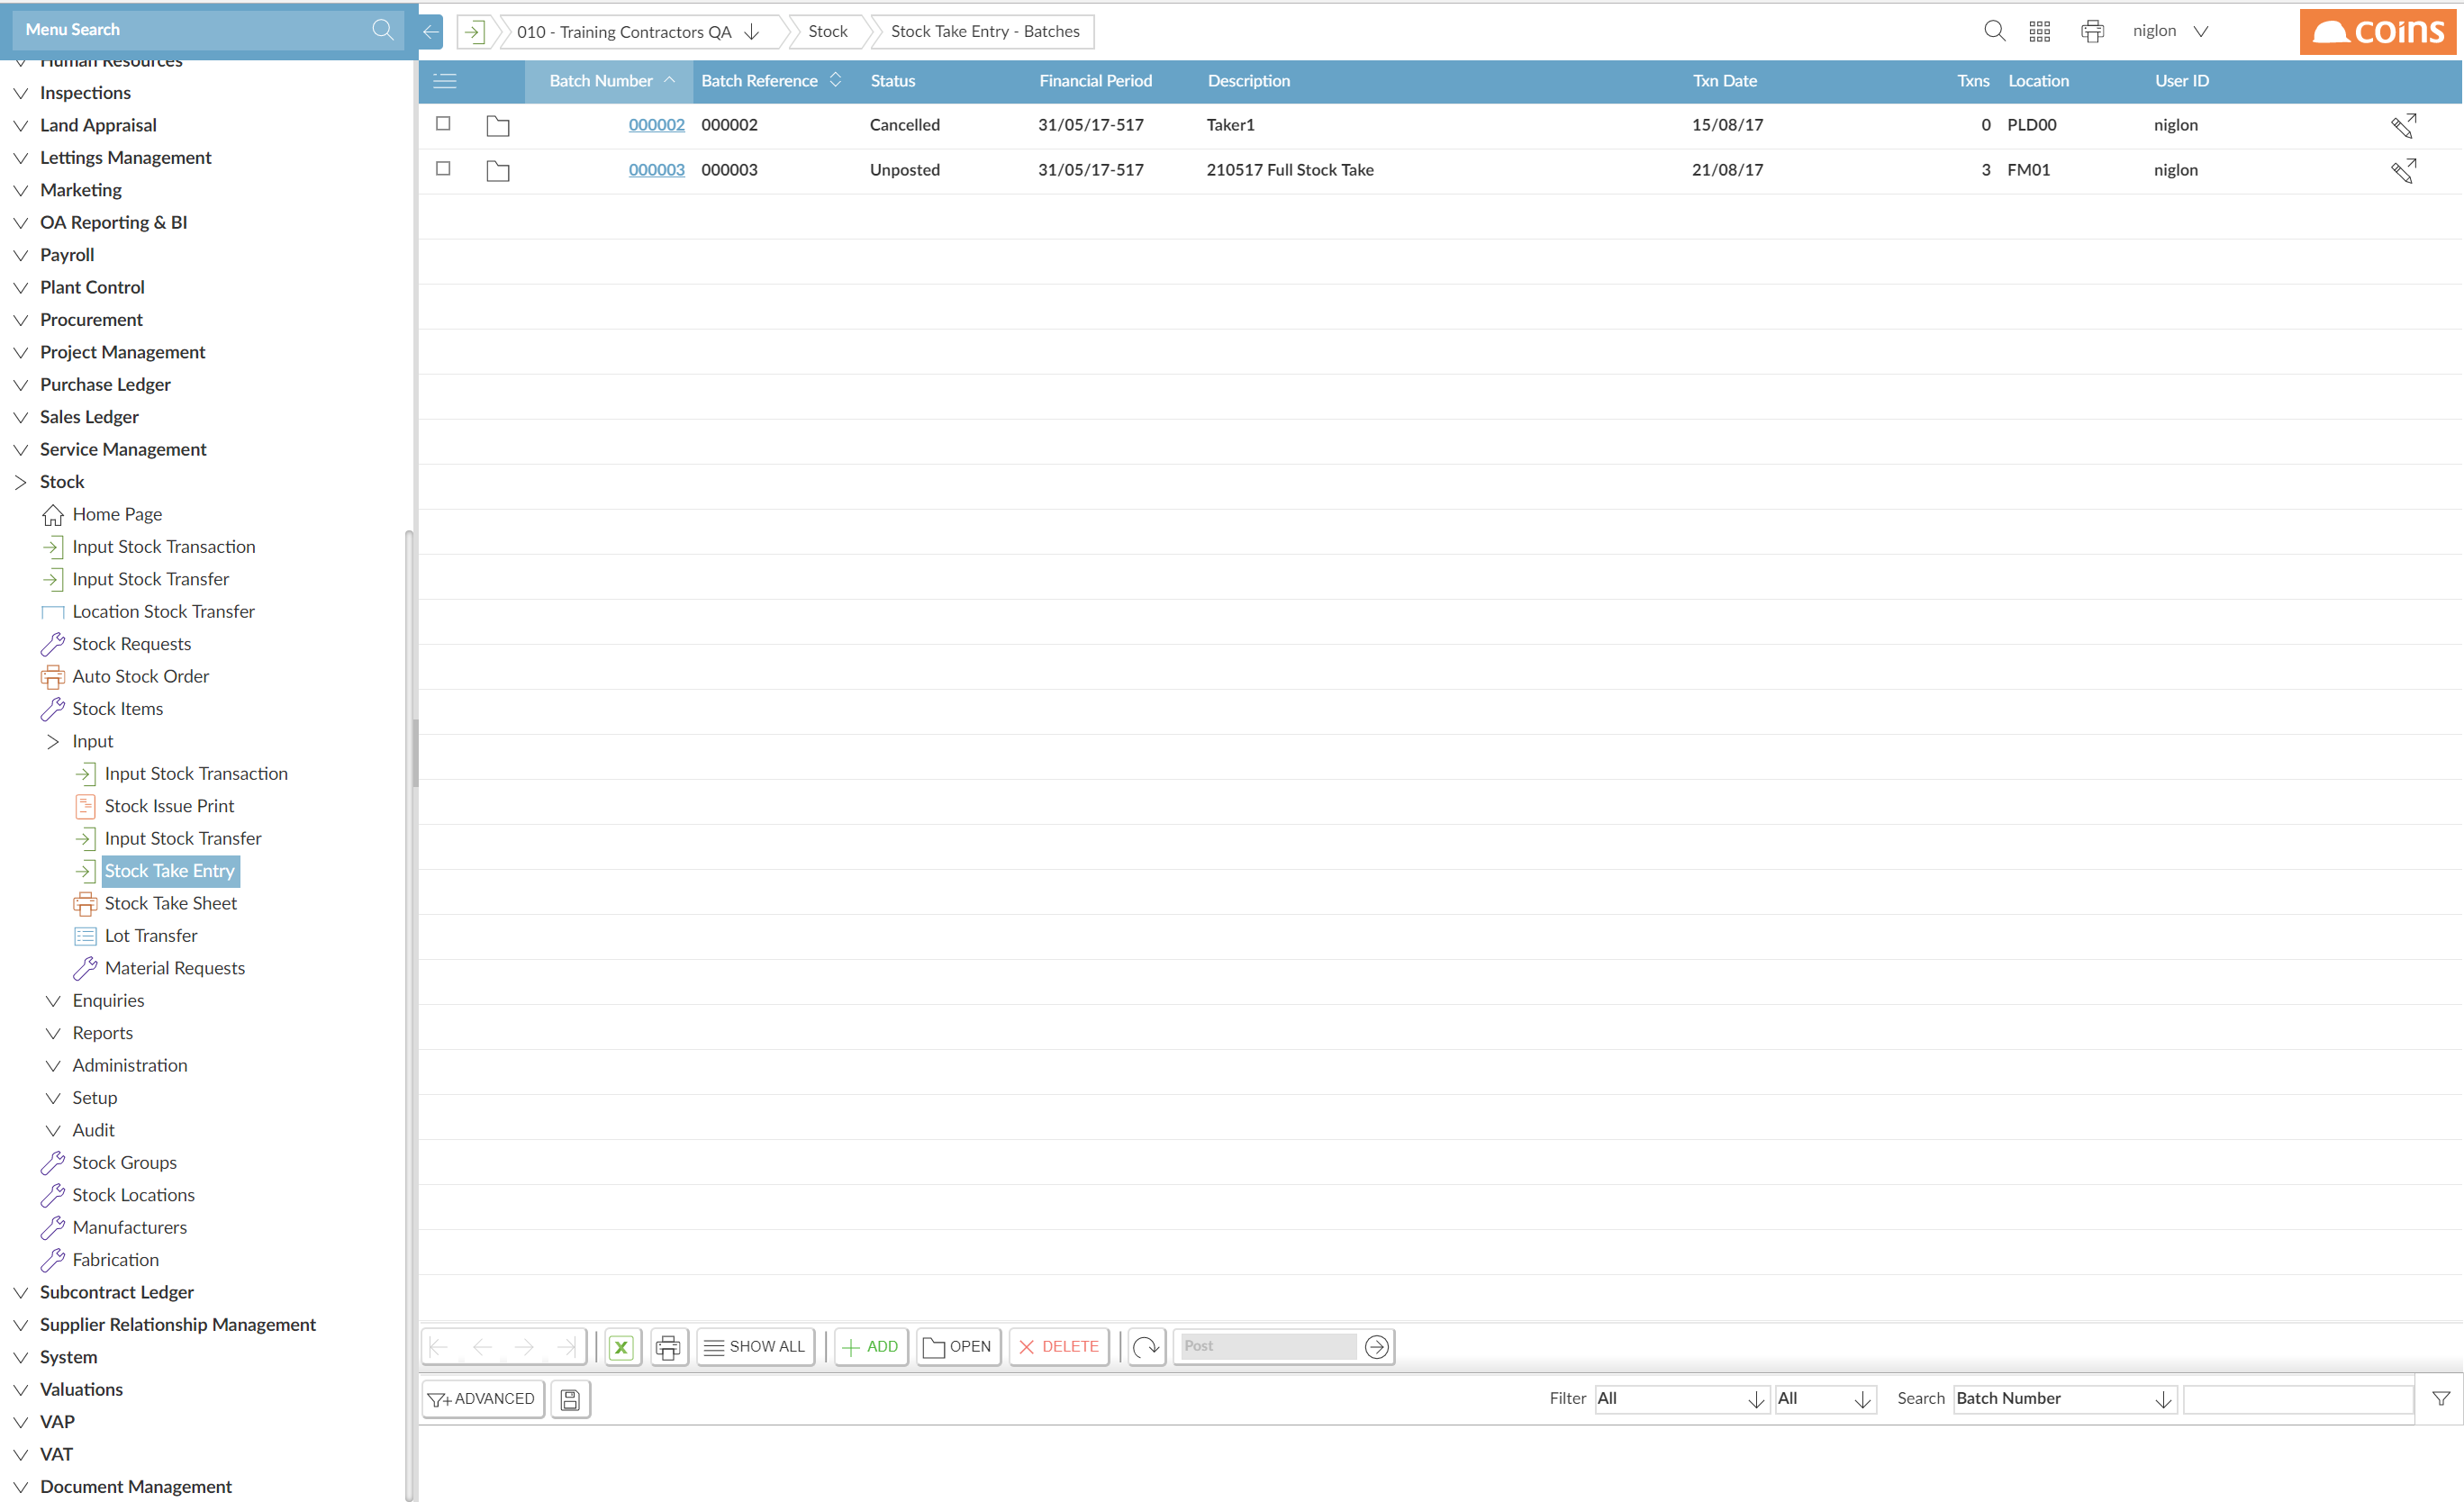 Menu Search
010 - Training Contractors QA
Stock
Stock Take Entry - Batches
niglon
coins
Human Resources
Inspections
Land Appraisal
Lettings Management
Marketing
OA Reporting & BI
Payroll
Plant Control
Procurement
Project Management
Purchase Ledger
Sales Ledger
Service Management
Stock
Home Page
Input Stock Transaction
Input Stock Transfer
Location Stock Transfer
Stock Requests
Auto Stock Order
Stock Items
Input
Input Stock Transaction
Stock Issue Print
Input Stock Transfer
Stock Take Entry
Stock Take Sheet
Lot Transfer
Material Requests
Enquiries
Reports
Administration
Setup
Audit
Stock Groups
Stock Locations
Manufacturers
Fabrication
Subcontract Ledger
Supplier Relationship Management
System
Valuations
VAP
VAT
Document Management
Batch Number Batch Reference Status Financial Period Description Txn Date Txns Location User ID
000002 000002 Cancelled 31/05/17-517 Taker1 15/08/17 0 PLD00 niglon
000003 000003 Unposted 31/05/17-517 210517 Full Stock Take 21/08/17 3 FM01 niglon
SHOW ALL ADD OPEN DELETE Post
ADVANCED Filter All All Search Batch Number